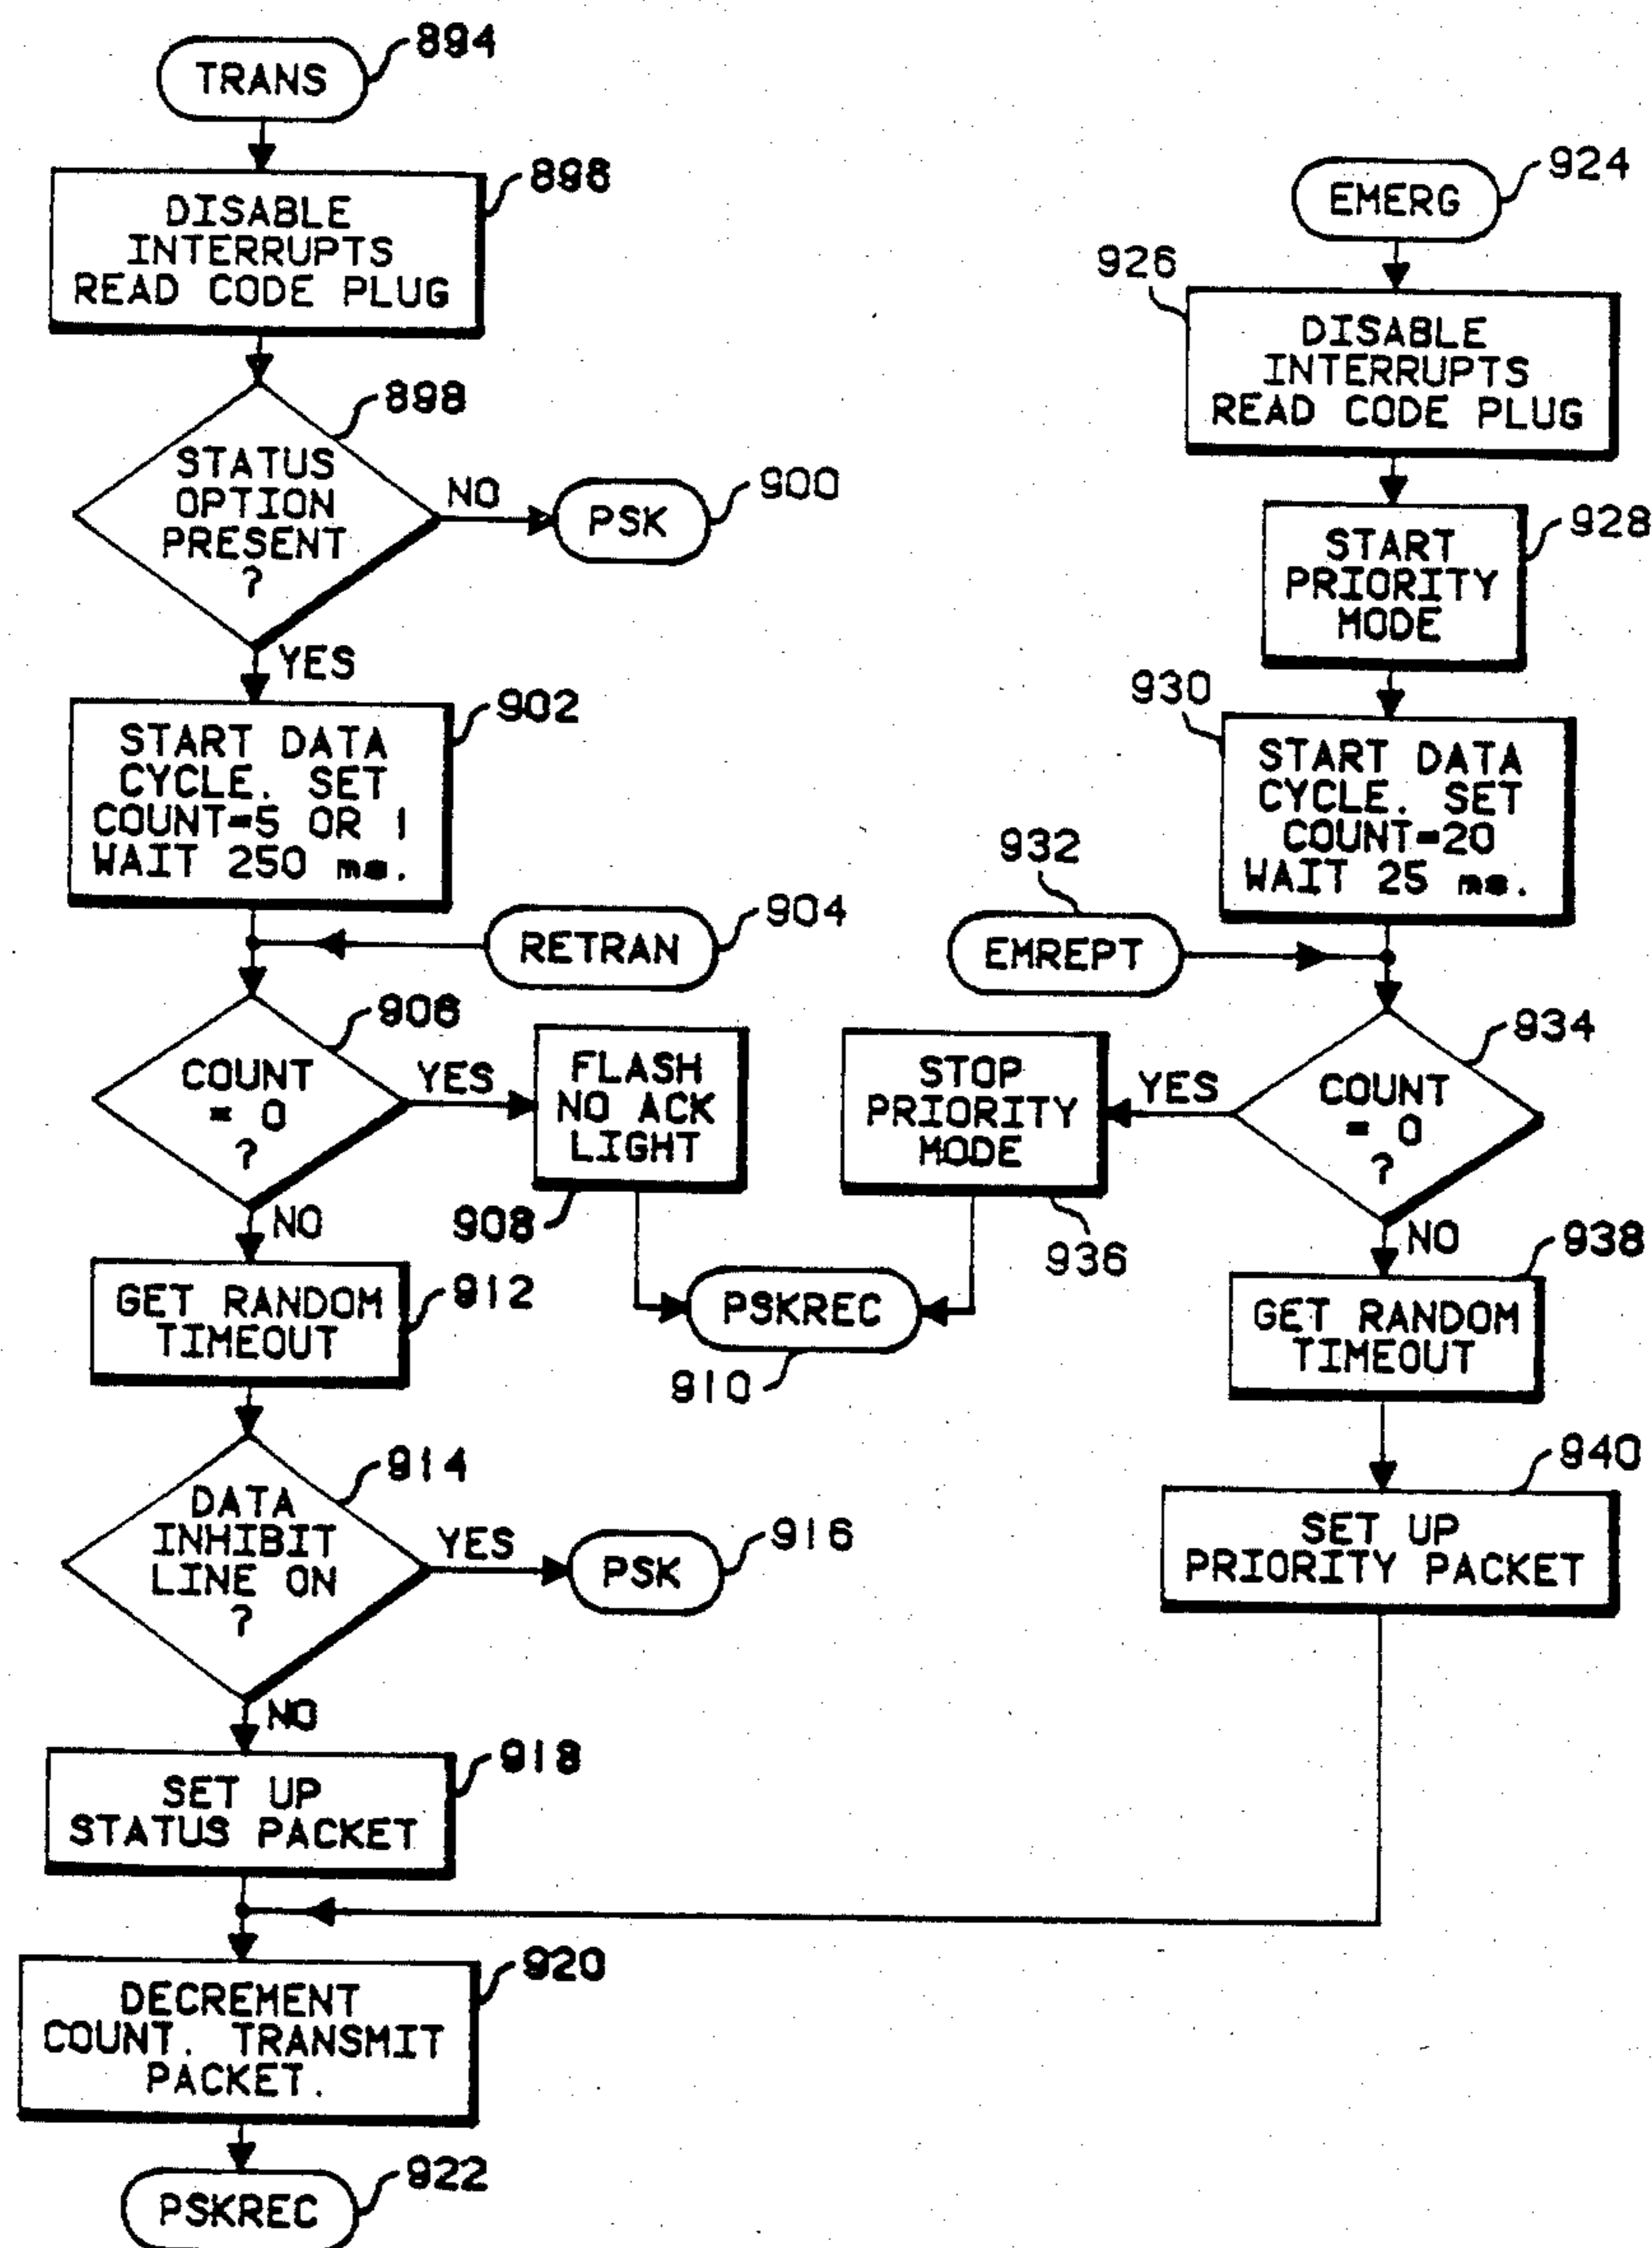 TRANS
894
DISABLE
INTERRUPTS
READ CODE PLUG
896
STATUS
OPTION
PRESENT
?
898
NO
PSK
900
YES
START DATA
CYCLE. SET
COUNT=5 OR 1
WAIT 250 ms.
902
RETRAN
904
COUNT
= 0
?
906
YES
FLASH
NO ACK
LIGHT
908
PSKREC
910
NO
GET RANDOM
TIMEOUT
912
DATA
INHIBIT
LINE ON
?
914
YES
PSK
916
NO
SET UP
STATUS PACKET
918
DECREMENT
COUNT. TRANSMIT
PACKET.
920
PSKREC
922
EMERG
924
926
DISABLE
INTERRUPTS
READ CODE PLUG
START
PRIORITY
MODE
928
930
START DATA
CYCLE. SET
COUNT=20
WAIT 25 ms.
932
EMREPT
COUNT
= 0
?
934
YES
STOP
PRIORITY
MODE
936
NO
GET RANDOM
TIMEOUT
938
SET UP
PRIORITY PACKET
940